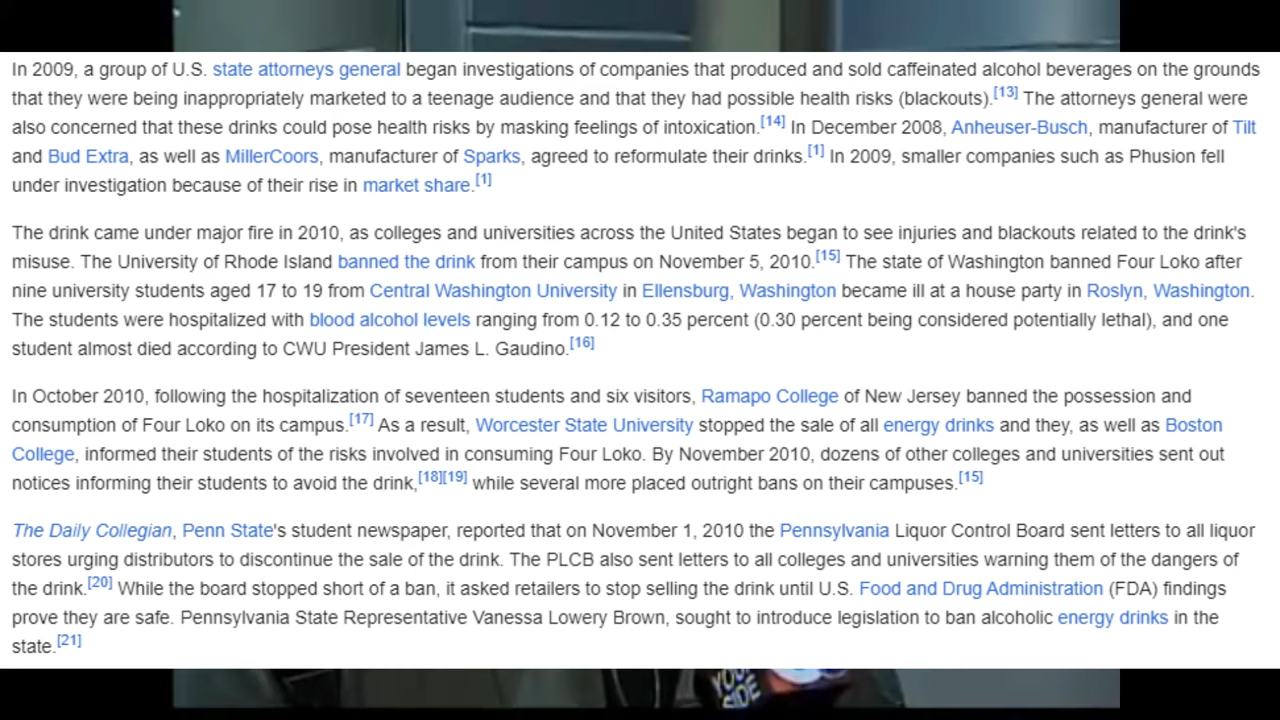 In 2009, a group of U.S. state attorneys general began investigations of companies that produced and sold caffeinated alcohol beverages on the grounds
that they were being inappropriately marketed to a teenage audience and that they had possible health risks (blackouts).[13] The attorneys general were
also concerned that these drinks could pose health risks by masking feelings of intoxication.[14] In December 2008, Anheuser-Busch, manufacturer of Tilt
and Bud Extra, as well as MillerCoors, manufacturer of Sparks, agreed to reformulate their drinks.[1] In 2009, smaller companies such as Phusion fell
under investigation because of their rise in market share.[1]
The drink came under major fire in 2010, as colleges and universities across the United States began to see injuries and blackouts related to the drink's
misuse. The University of Rhode Island banned the drink from their campus on November 5, 2010.[15] The state of Washington banned Four Loko after
nine university students aged 17 to 19 from Central Washington University in Ellensburg, Washington became ill at a house party in Roslyn, Washington.
The students were hospitalized with blood alcohol levels ranging from 0.12 to 0.35 percent (0.30 percent being considered potentially lethal), and one
student almost died according to CWU President James L. Gaudino.[16]
In October 2010, following the hospitalization of seventeen students and six visitors, Ramapo College of New Jersey banned the possession and
consumption of Four Loko on its campus.[17] As a result, Worcester State University stopped the sale of all energy drinks and they, as well as Boston
College, informed their students of the risks involved in consuming Four Loko. By November 2010, dozens of other colleges and universities sent out
notices informing their students to avoid the drink,[18][19] while several more placed outright bans on their campuses.[15]
The Daily Collegian, Penn State's student newspaper, reported that on November 1, 2010 the Pennsylvania Liquor Control Board sent letters to all liquor
stores urging distributors to discontinue the sale of the drink. The PLCB also sent letters to all colleges and universities warning them of the dangers of
the drink.[20] While the board stopped short of a ban, it asked retailers to stop selling the drink until U.S. Food and Drug Administration (FDA) findings
prove they are safe. Pennsylvania State Representative Vanessa Lowery Brown, sought to introduce legislation to ban alcoholic energy drinks in the
state.[21]
YOUR
SIDE